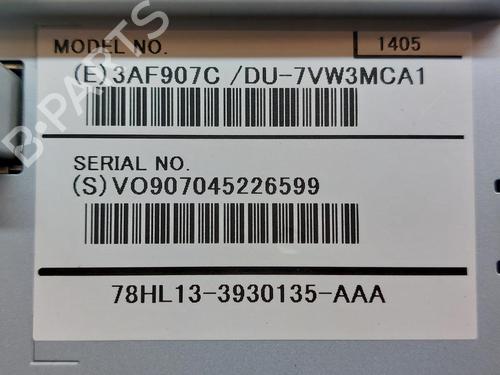 MODEL NO.
1405
(E)3AF907C /DU-7VW3MCA1
SERIAL NO.
(S)VO907045226599
78HL13-3930135-AAA
B-PARTS